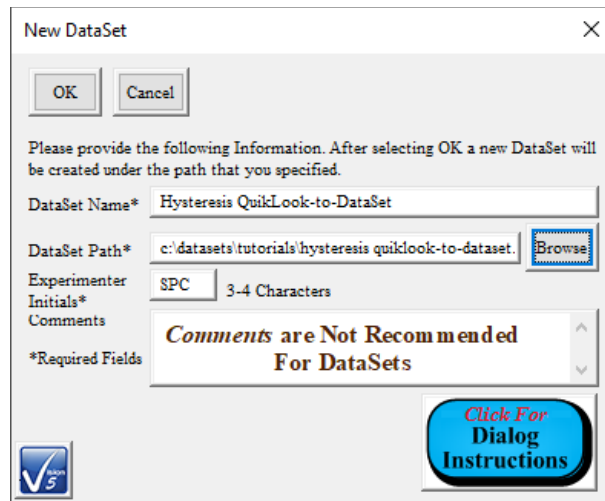 New DataSet
OK Cancel
Please provide the following Information. After selecting OK a new DataSet will
be created under the path that you specified.
DataSet Name* Hysteresis QuikLook-to-DataSet
DataSet Path* c:\datasets\tutorials\hysteresis quiklook-to-dataset. Browse
Experimenter
Initials* SPC 3-4 Characters
Comments
*Required Fields
Comments are Not Recommended
For DataSets
Click For
Dialog
Instructions
Vision
5